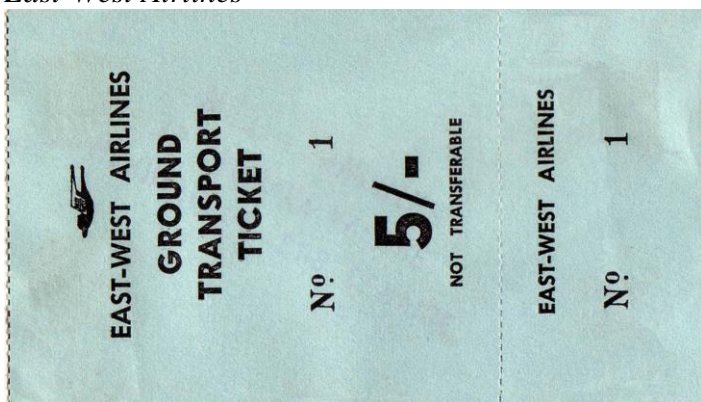 East-West Airlines
EAST-WEST AIRLINES
GROUND
TRANSPORT
TICKET
Nº 1
5/-
NOT TRANSFERABLE
EAST-WEST AIRLINES
Nº 1